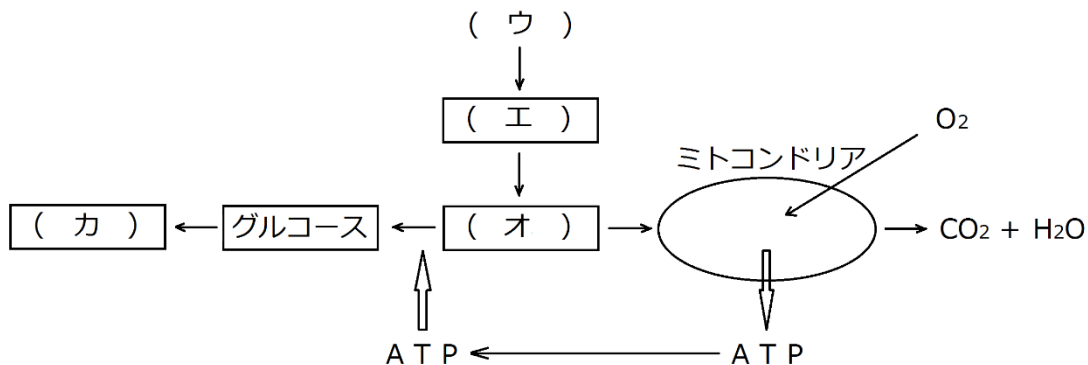 ( ウ )
( エ )
O₂
ミトコンドリア
( カ )
グルコース
( オ )
CO₂ + H₂O
ATP
ATP